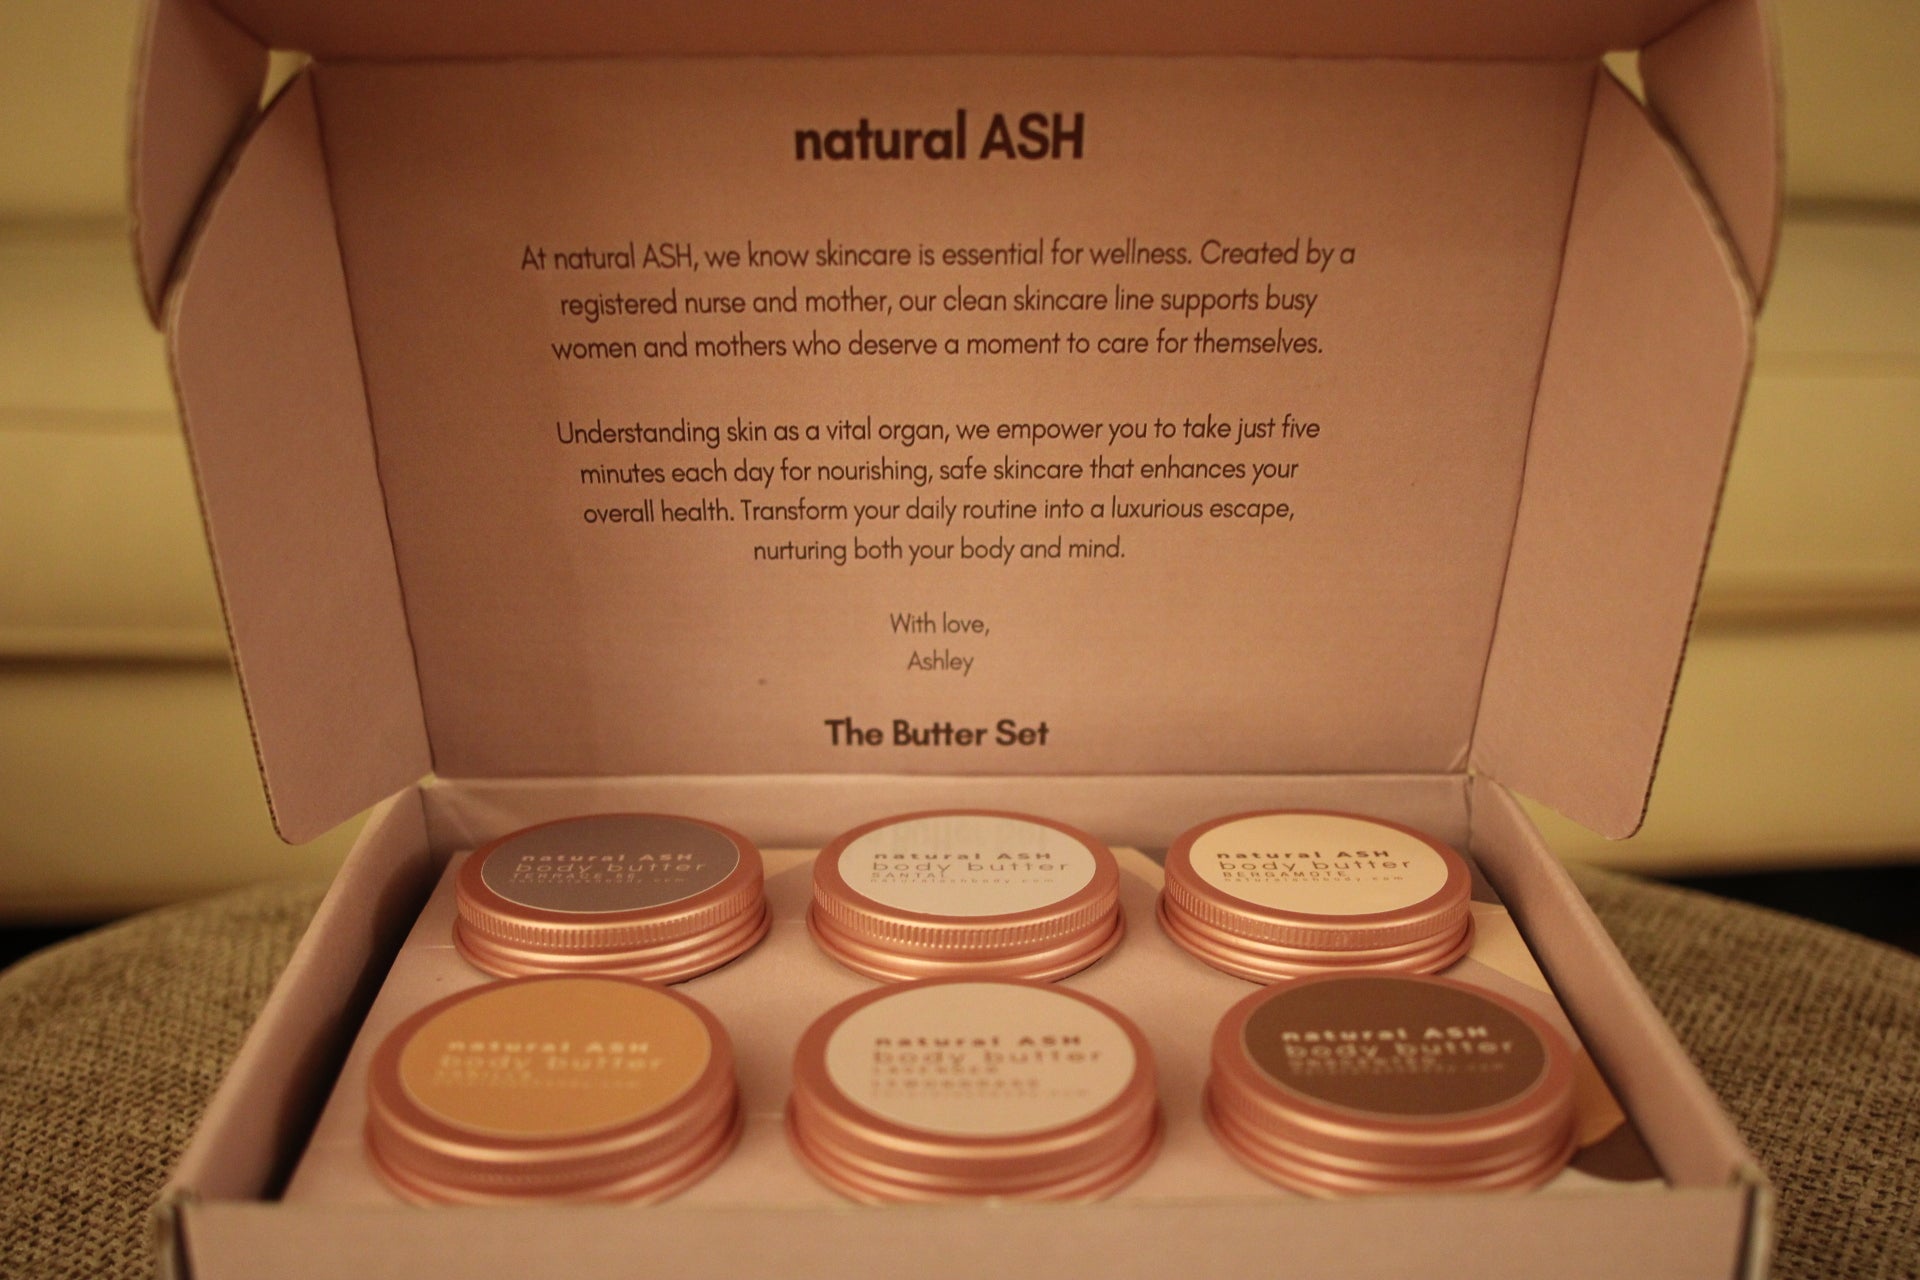 natural ASH
At natural ASH, we know skincare is essential for wellness. Created by a
registered nurse and mother, our clean skincare line supports busy
women and mothers who deserve a moment to care for themselves.
Understanding skin as a vital organ, we empower you to take just five
minutes each day for nourishing, safe skincare that enhances your
overall health. Transform your daily routine into a luxurious escape,
nurturing both your body and mind.
With love,
Ashley
The Butter Set
natural ASH
body butter
natural ASH
body butter
SANTAL
naturalashbody.com
natural ASH
body butter
BERGAMOTE
naturalashbody.com
natural ASH
body butter
natural ASH
body butter
LAVENDER
LEMONGRASS
natural ASH
body butter